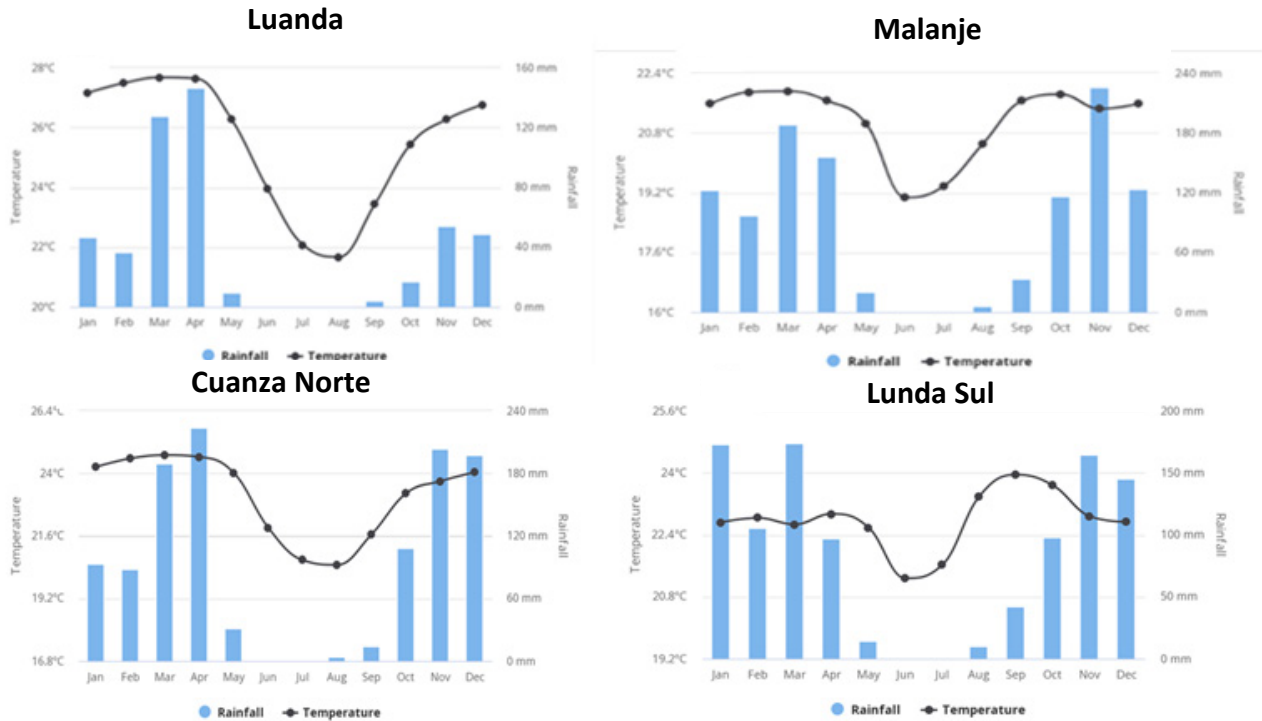 Luanda
28°C
26°C
24°C
22°C
20°C
Temperature
160 mm
120 mm
80 mm
40 mm
0 mm
Rainfall
Jan Feb Mar Apr May Jun Jul Aug Sep Oct Nov Dec
Rainfall Temperature
Malanje
22.4°C
20.8°C
19.2°C
17.6°C
16°C
Temperature
240 mm
180 mm
120 mm
60 mm
0 mm
Rainfall
Jan Feb Mar Apr May Jun Jul Aug Sep Oct Nov Dec
Rainfall Temperature
Cuanza Norte
26.4°C
24°C
21.6°C
19.2°C
16.8°C
Temperature
240 mm
180 mm
120 mm
60 mm
0 mm
Rainfall
Jan Feb Mar Apr May Jun Jul Aug Sep Oct Nov Dec
Rainfall Temperature
Lunda Sul
25.6°C
24°C
22.4°C
20.8°C
19.2°C
Temperature
200 mm
150 mm
100 mm
50 mm
0 mm
Rainfall
Jan Feb Mar Apr May Jun Jul Aug Sep Oct Nov Dec
Rainfall Temperature